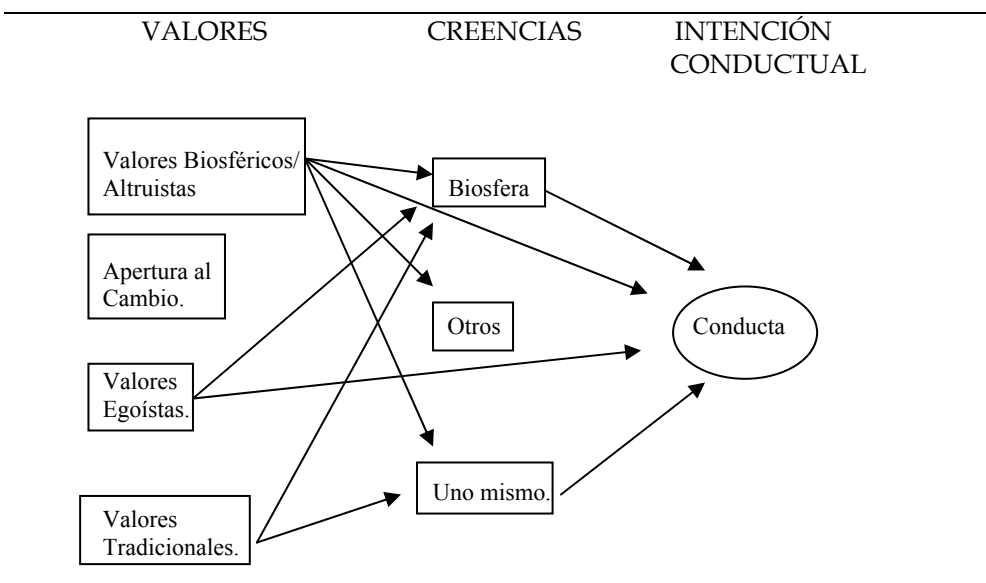 VALORES CREENCIAS INTENCIÓN
CONDUCTUAL
Valores Biosféricos/
Altruistas
Biosfera
Apertura al
Cambio.
Otros
Conducta
Valores
Egoístas.
Uno mismo.
Valores
Tradicionales.